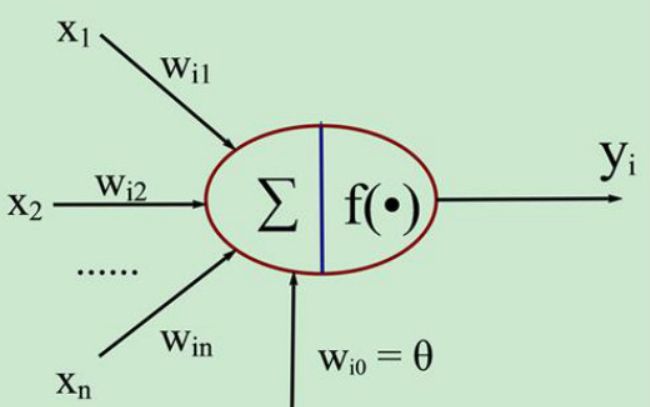 x₁
wᵢ₁
yᵢ
x₂
wᵢ₂
∑
f(•)
......
wᵢₙ
wᵢ₀ = θ
xₙ